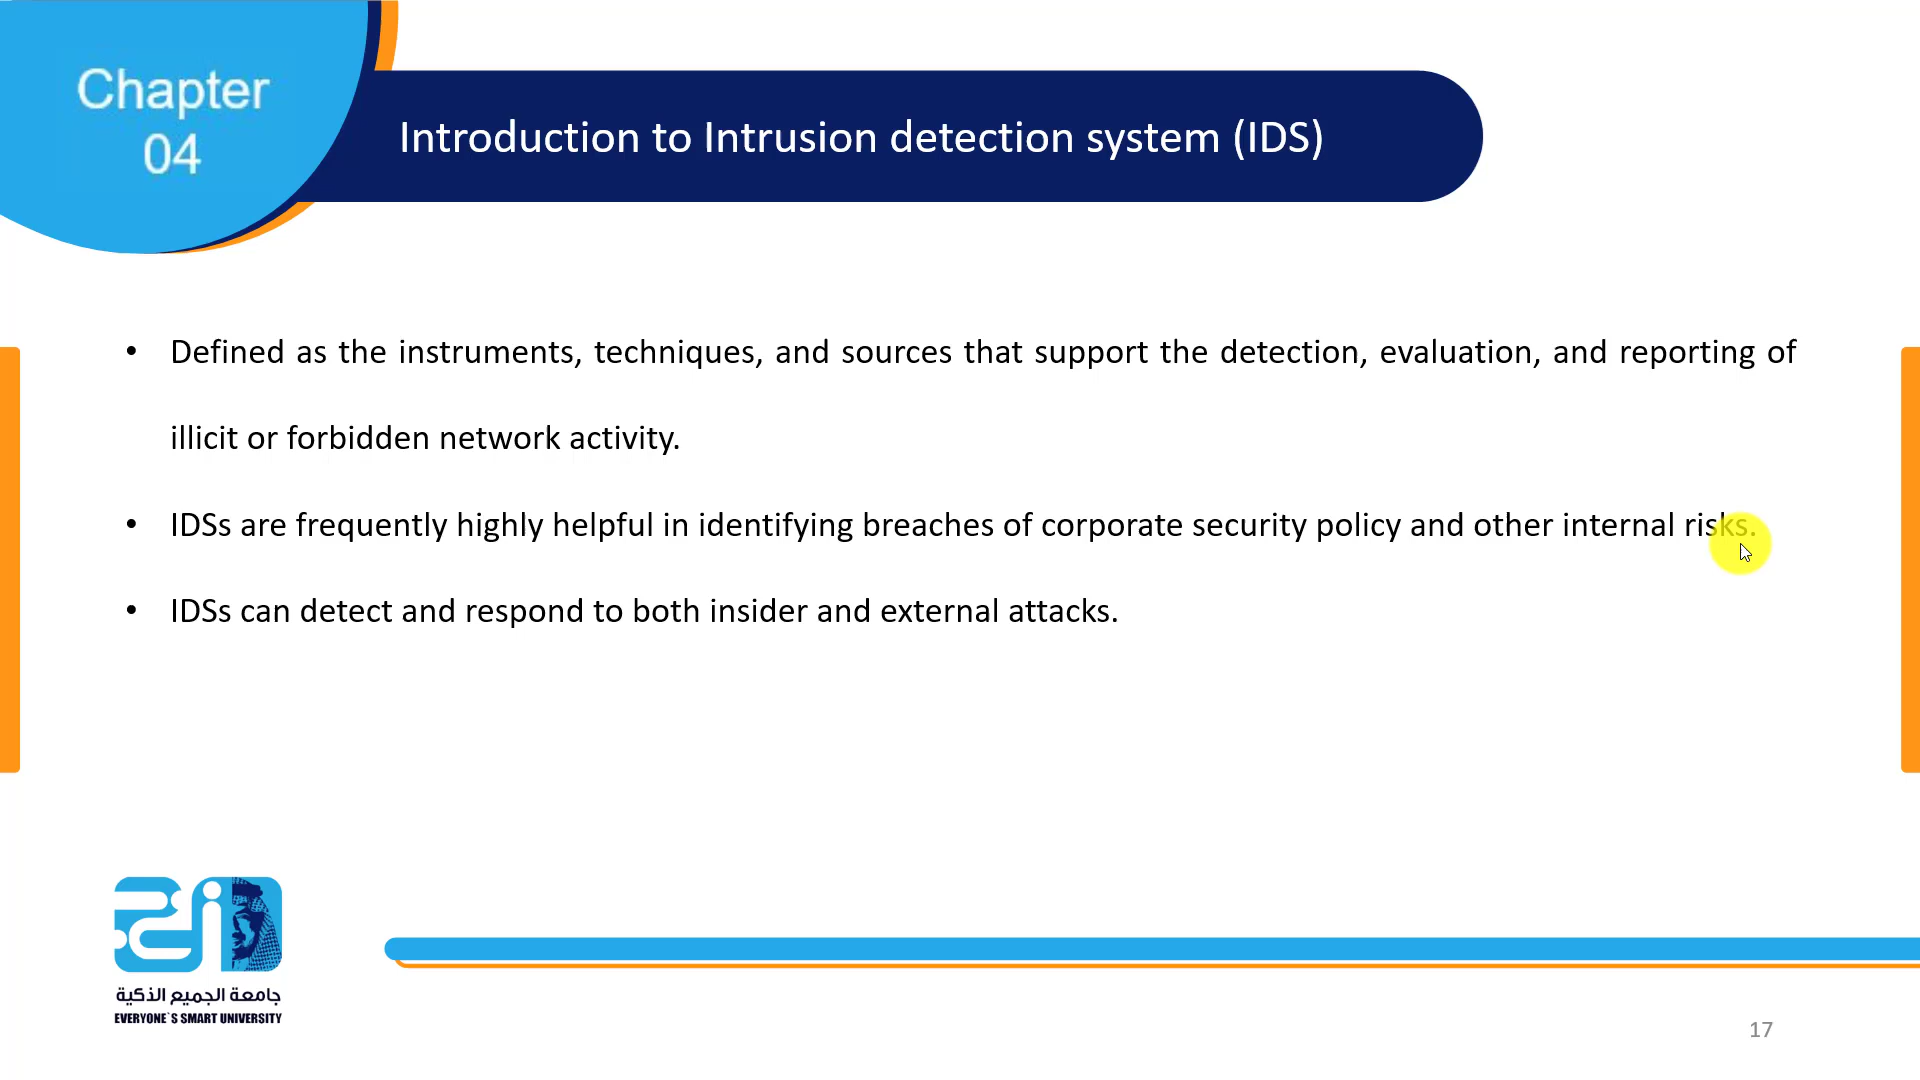 Chapter
04
Introduction to Intrusion detection system (IDS)
• Defined as the instruments, techniques, and sources that support the detection, evaluation, and reporting of
illicit or forbidden network activity.
• IDSs are frequently highly helpful in identifying breaches of corporate security policy and other internal risks.
• IDSs can detect and respond to both insider and external attacks.
جامعة الجميع الذكية
EVERYONE`S SMART UNIVERSITY
17